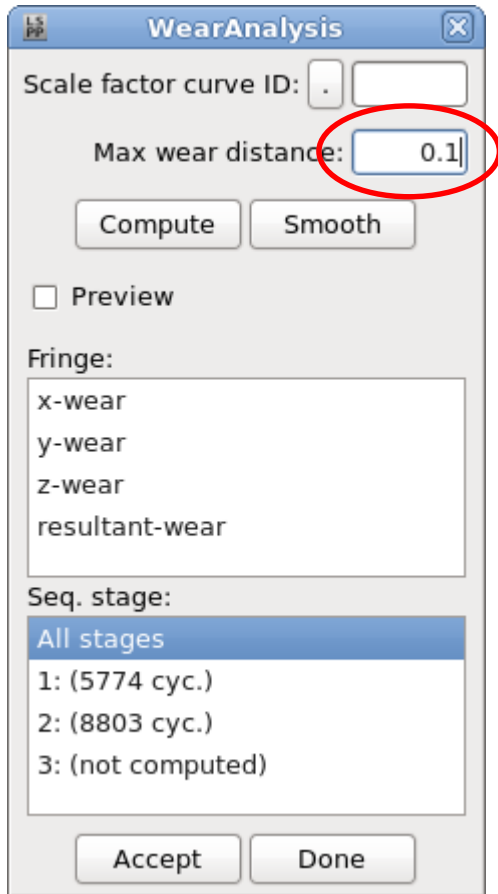 LS
PP
WearAnalysis
Scale factor curve ID: .
Max wear distance: 0.1
Compute Smooth
Preview
Fringe:
x-wear
y-wear
z-wear
resultant-wear
Seq. stage:
All stages
1: (5774 cyc.)
2: (8803 cyc.)
3: (not computed)
Accept Done